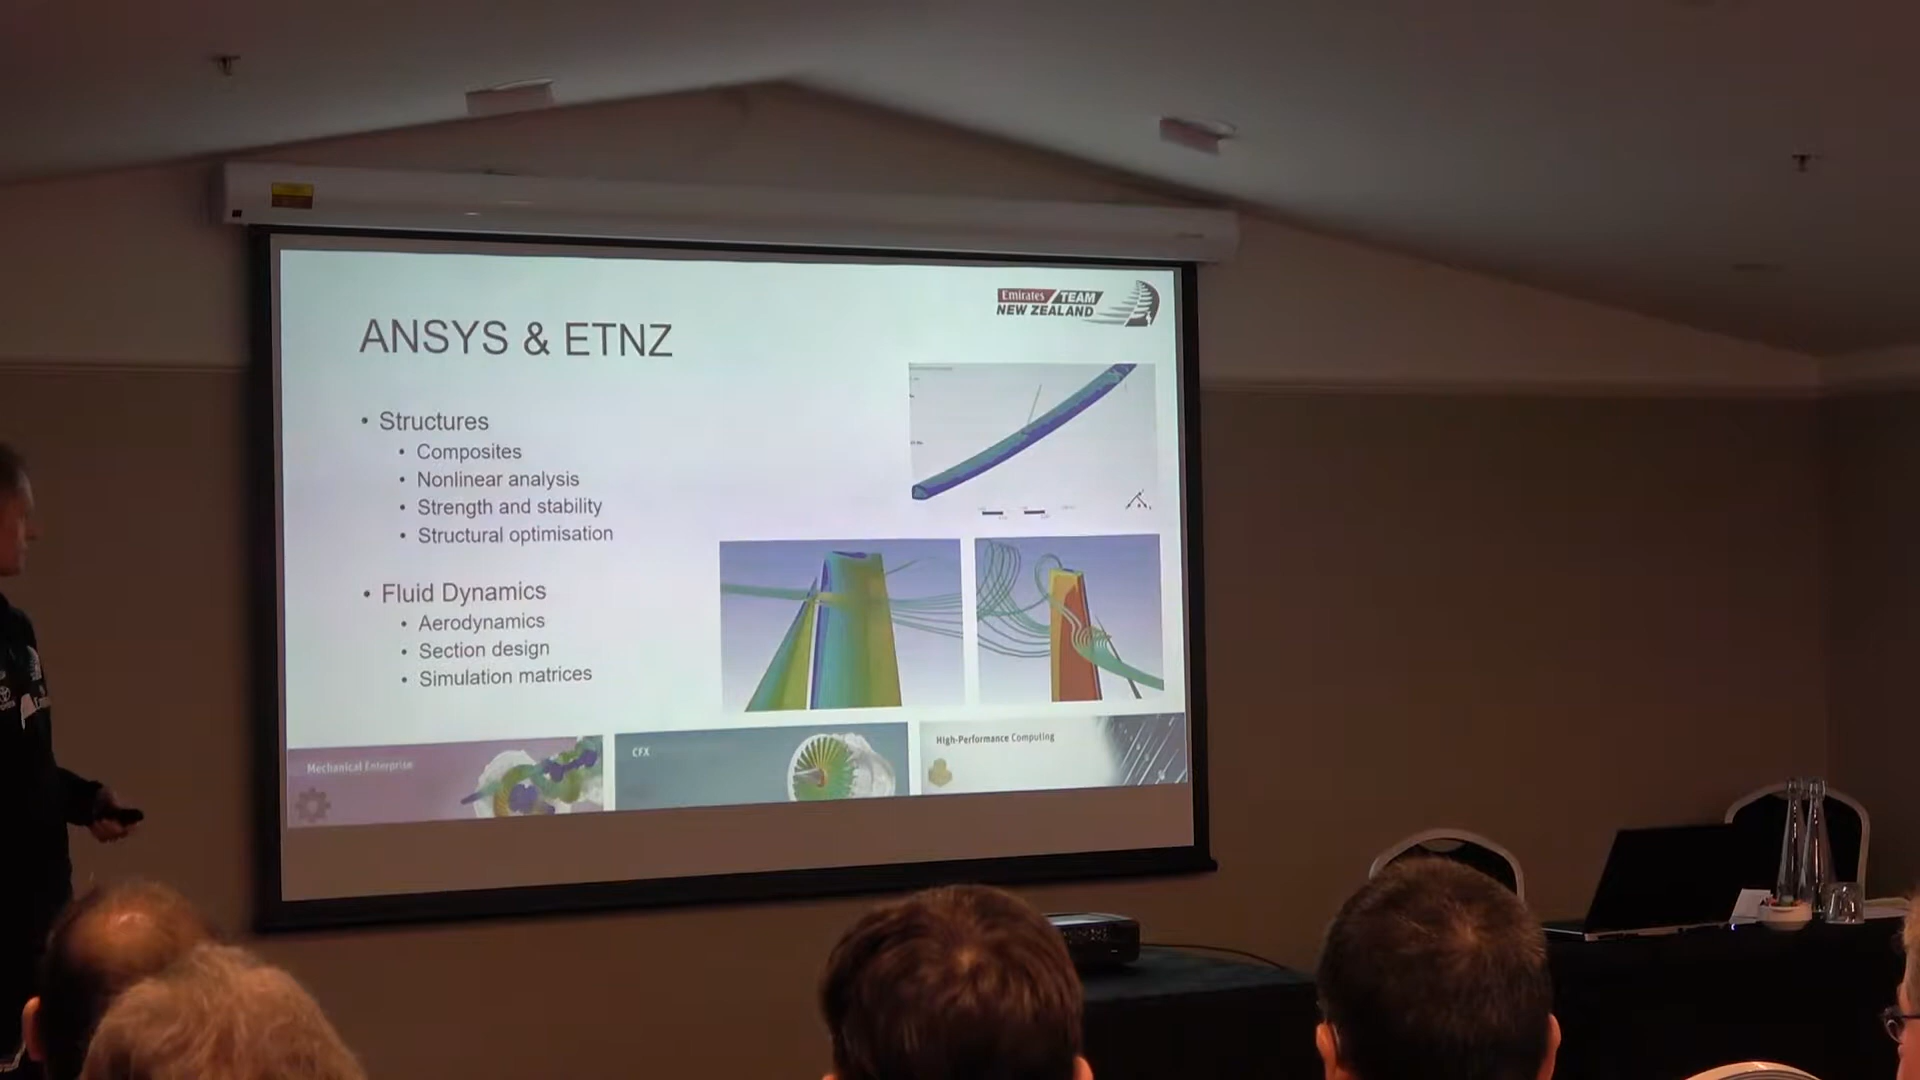 Emirates TEAM
NEW ZEALAND
ANSYS & ETNZ
• Structures
• Composites
• Nonlinear analysis
• Strength and stability
• Structural optimisation
• Fluid Dynamics
• Aerodynamics
• Section design
• Simulation matrices
Mechanical Enterprise
CFX
High-Performance Computing